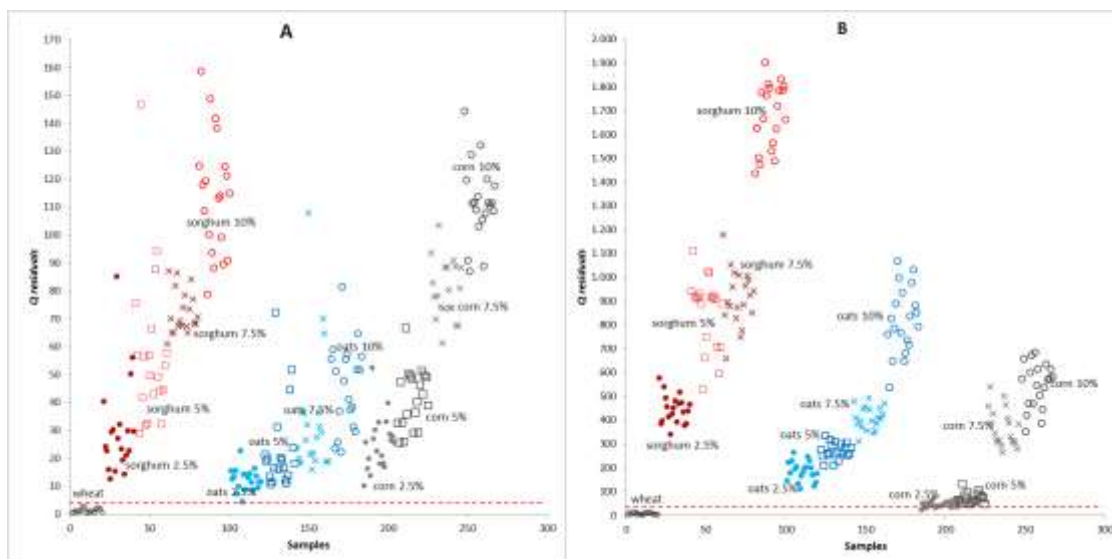 A
170
160
150
140
130
120
110
100
90
80
70
60
50
40
30
20
10
0
Q residuals
0 50 100 150 200 250 300
Samples
wheat
sorghum 2.5%
sorghum 5%
sorghum 7.5%
sorghum 10%
oats 2.5%
oats 5%
oats 7.5%
oats 10%
corn 2.5%
corn 5%
corn 7.5%
corn 10%
B
2.000
1.900
1.800
1.700
1.600
1.500
1.400
1.300
1.200
1.100
1.000
900
800
700
600
500
400
300
200
100
0
Q residuals
0 50 100 150 200 250 300
Samples
wheat
sorghum 2.5%
sorghum 5%
sorghum 7.5%
sorghum 10%
oats 2.5%
oats 5%
oats 7.5%
oats 10%
corn 2.5%
corn 5%
corn 7.5%
corn 10%